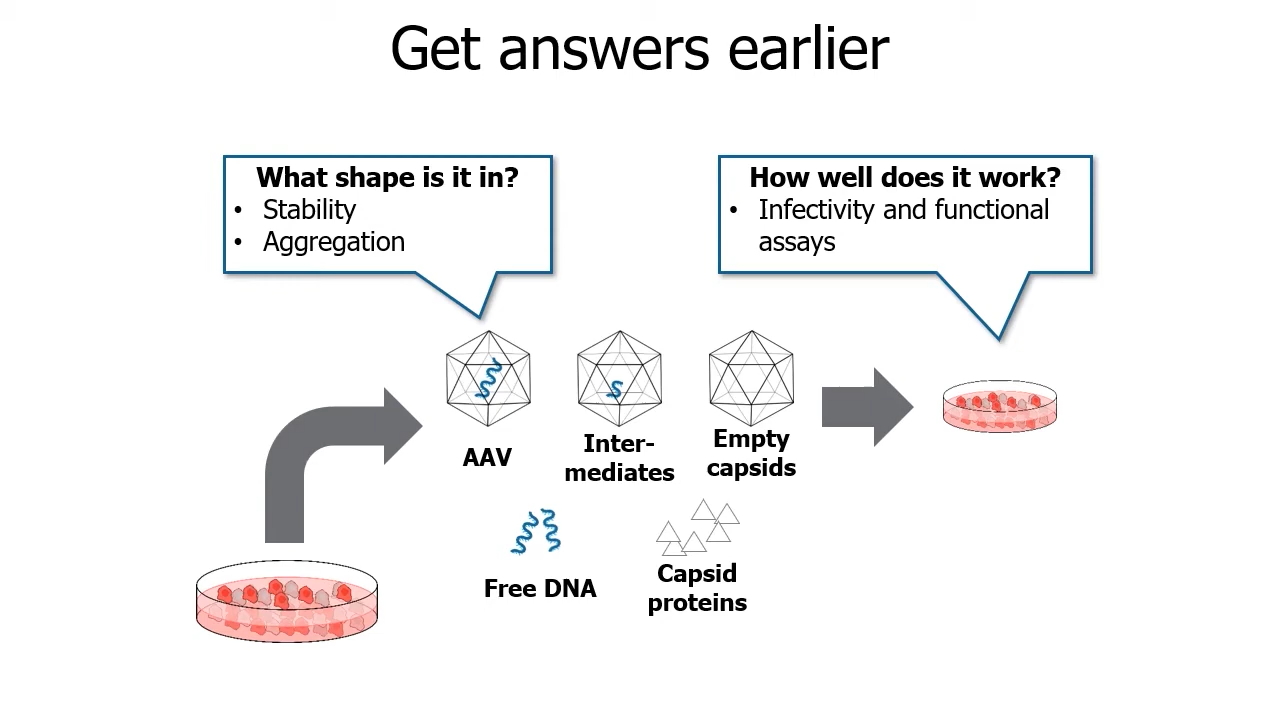 Get answers earlier
What shape is it in?
• Stability
• Aggregation
How well does it work?
• Infectivity and functional
assays
AAV
Inter-
mediates
Empty
capsids
Free DNA
Capsid
proteins